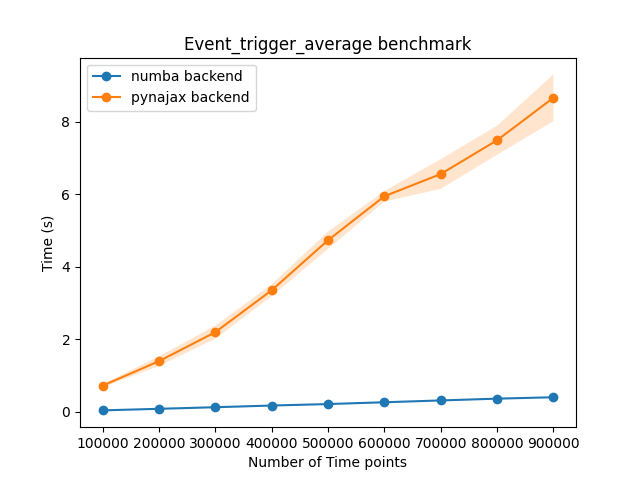 Event_trigger_average benchmark
numba backend
pynajax backend
8
6
4
2
0
Time (s)
100000 200000 300000 400000 500000 600000 700000 800000 900000
Number of Time points